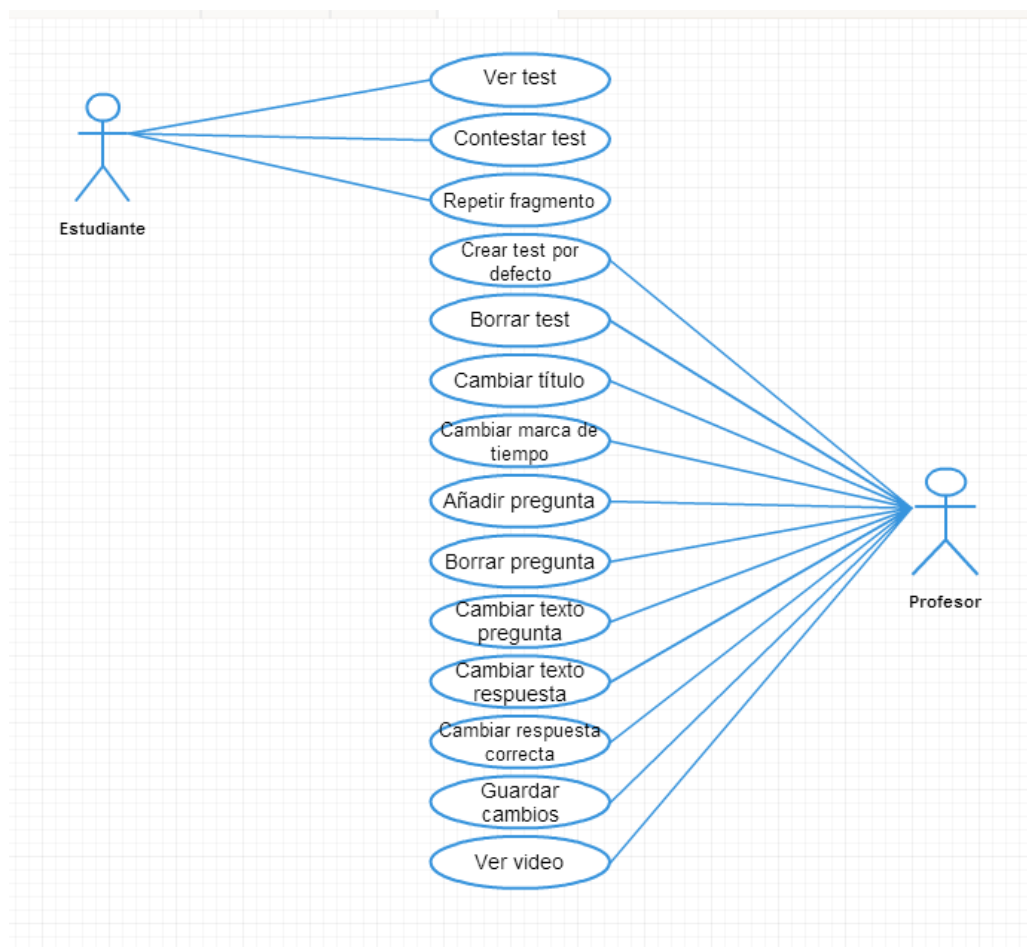 Ver test
Contestar test
Repetir fragmento
Estudiante
Crear test por
defecto
Borrar test
Cambiar título
Cambiar marca de
tiempo
Añadir pregunta
Borrar pregunta
Cambiar texto
pregunta
Profesor
Cambiar texto
respuesta
Cambiar respuesta
correcta
Guardar
cambios
Ver video